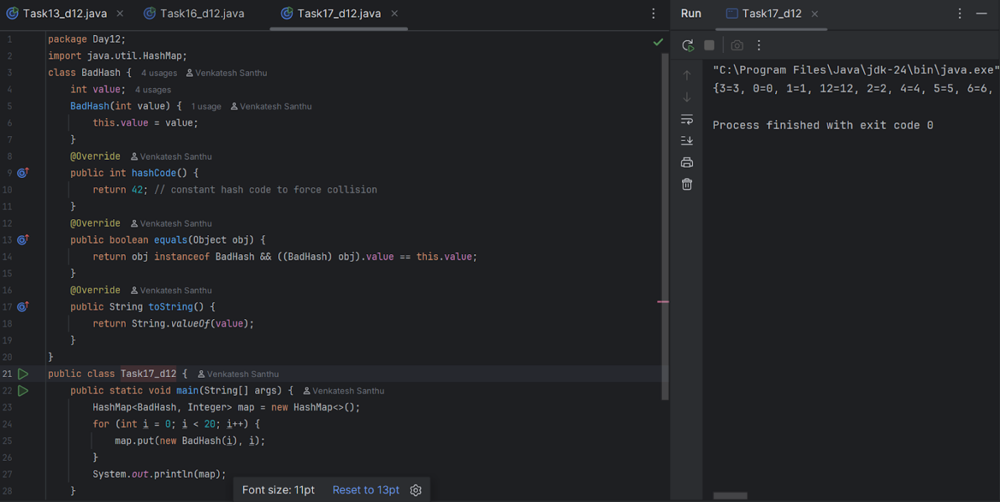 Task13_d12.java Task16_d12.java Task17_d12.java
1 package Day12;
2 import java.util.HashMap;
3 class BadHash { 4 usages Venkatesh Santhu
4 int value; 4 usages
5 BadHash(int value) { 1 usage Venkatesh Santhu
6 this.value = value;
7 }
8 @Override Venkatesh Santhu
9 public int hashCode() {
10 return 42; // constant hash code to force collision
11 }
12 @Override Venkatesh Santhu
13 public boolean equals(Object obj) {
14 return obj instanceof BadHash && ((BadHash) obj).value == this.value;
15 }
16 @Override Venkatesh Santhu
17 public String toString() {
18 return String.valueOf(value);
19 }
20 }
21 public class Task17_d12 { Venkatesh Santhu
22 public static void main(String[] args) { Venkatesh Santhu
23 HashMap<BadHash, Integer> map = new HashMap<>();
24 for (int i = 0; i < 20; i++) {
25 map.put(new BadHash(i), i);
26 }
27 System.out.println(map);
28 }
Font size: 11pt Reset to 13pt
Run Task17_d12
"C:\Program Files\Java\jdk-24\bin\java.exe"
{3=3, 0=0, 1=1, 12=12, 2=2, 4=4, 5=5, 6=6,
Process finished with exit code 0